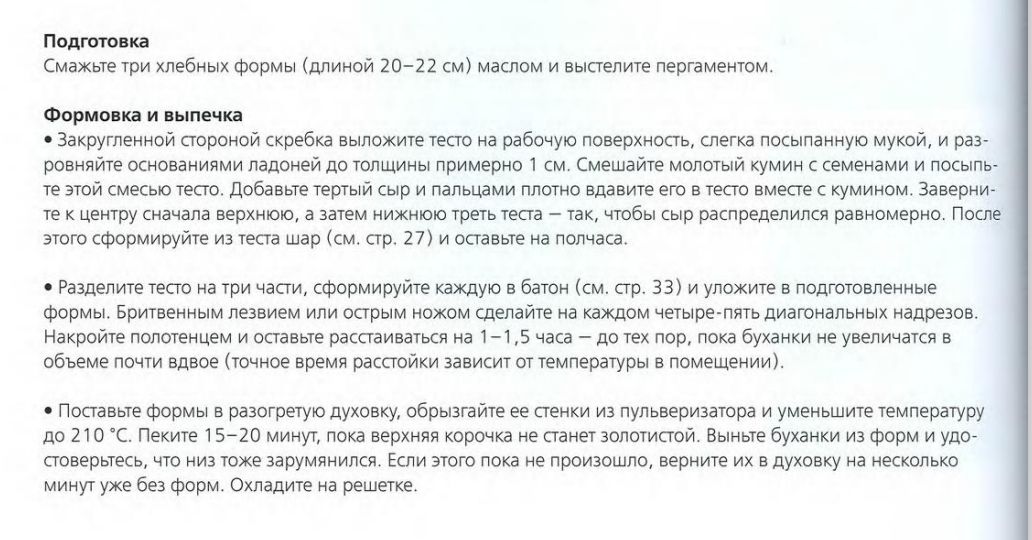 Подготовка
Смажьте три хлебных формы (длиной 20–22 см) маслом и выстелите пергаментом.
Формовка и выпечка
• Закругленной стороной скребка выложите тесто на рабочую поверхность, слегка посыпанную мукой, и раз-
ровняйте основаниями ладоней до толщины примерно 1 см. Смешайте молотый кумин с семенами и посыпь-
те этой смесью тесто. Добавьте тертый сыр и пальцами плотно вдавите его в тесто вместе с кумином. Заверни-
те к центру сначала верхнюю, а затем нижнюю треть теста — так, чтобы сыр распределился равномерно. После
этого сформируйте из теста шар (см. стр. 27) и оставьте на полчаса.
• Разделите тесто на три части, сформируйте каждую в батон (см. стр. 33) и уложите в подготовленные
формы. Бритвенным лезвием или острым ножом сделайте на каждом четыре-пять диагональных надрезов.
Накройте полотенцем и оставьте расстаиваться на 1–1,5 часа — до тех пор, пока буханки не увеличатся в
объеме почти вдвое (точное время расстойки зависит от температуры в помещении).
• Поставьте формы в разогретую духовку, обрызгайте ее стенки из пульверизатора и уменьшите температуру
до 210 °C. Пеките 15–20 минут, пока верхняя корочка не станет золотистой. Выньте буханки из форм и удо-
стоверьтесь, что низ тоже зарумянился. Если этого пока не произошло, верните их в духовку на несколько
минут уже без форм. Охладите на решетке.